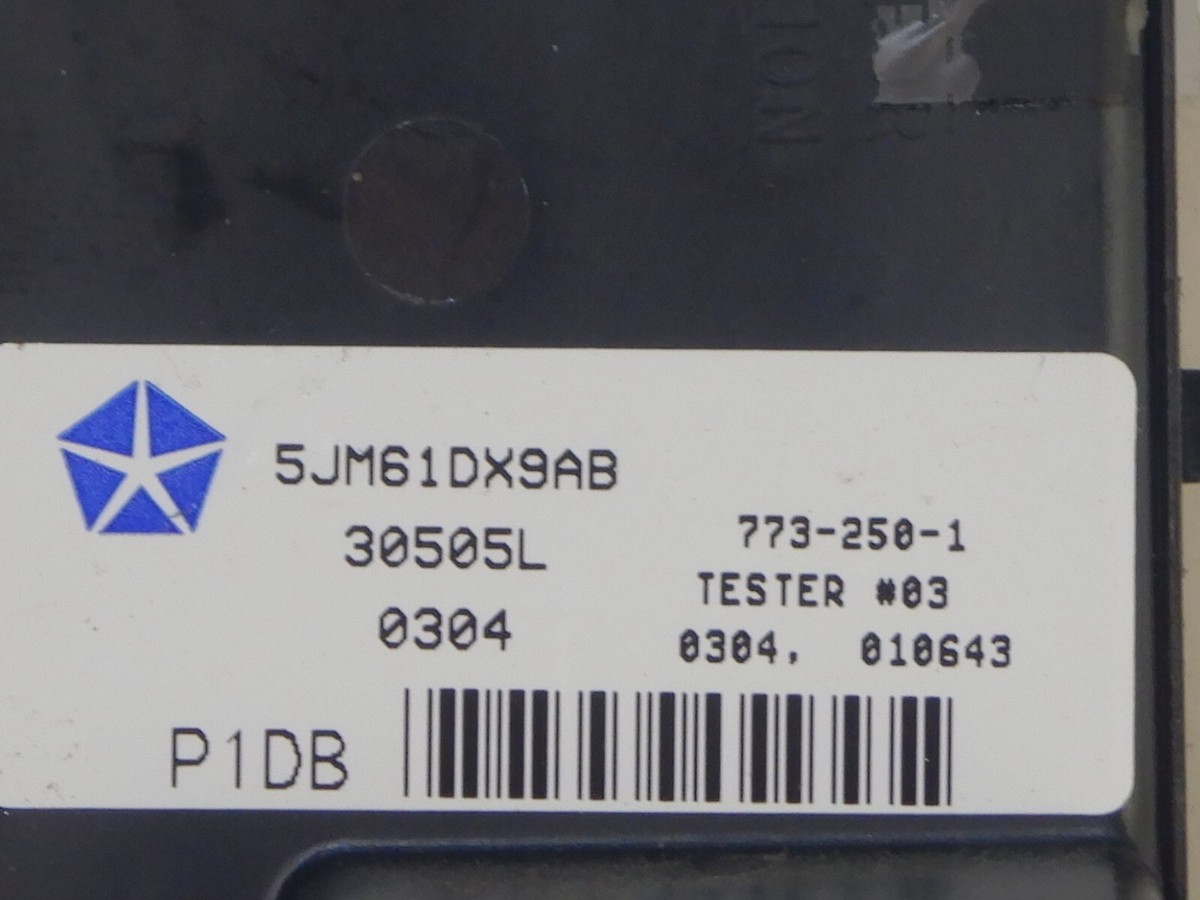 5JM61DX9AB
30505L
0304
773-250-1
TESTER #03
0304, 010643
P1DB